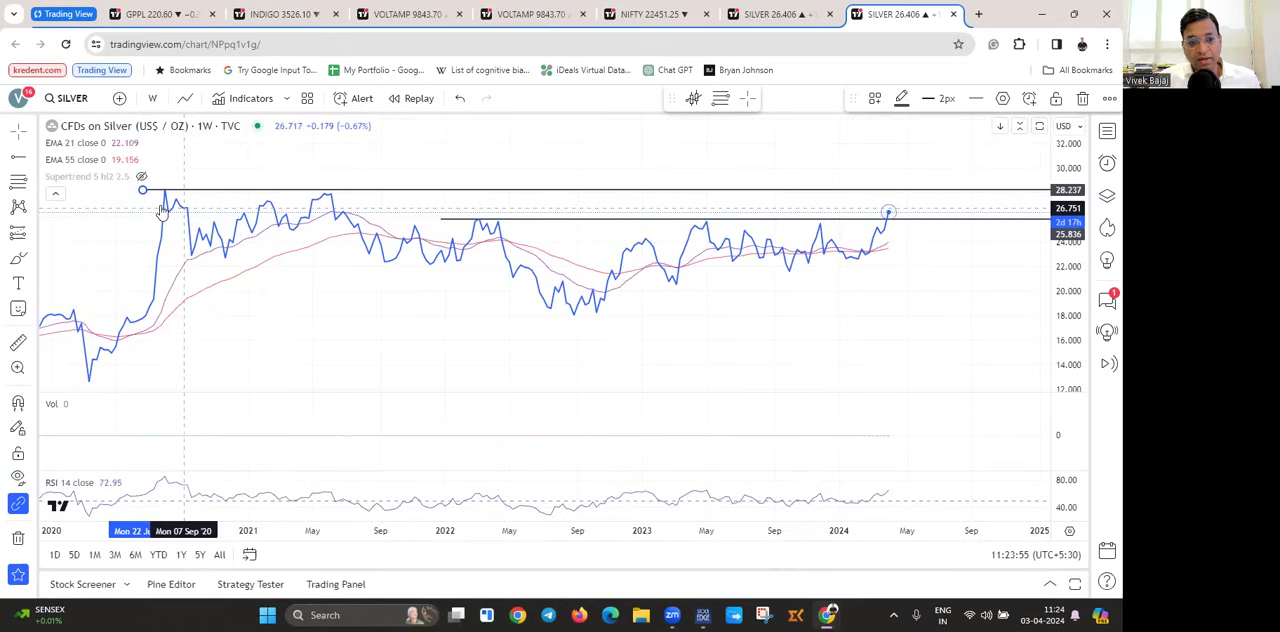 Trading View
GPPL 220.60 ▼ −0.
INDIGO 3526.10 ▼
VOLTAMP 9843.70
VOLTAMP 9843.70
NIFTY 22451.25 ▼
SILVER 26.406 ▲ +
SILVER 26.406 ▲ +
tradingview.com/chart/NPpq1v1g/
kredent.com
Trading View
Bookmarks
Try Google Input To...
My Portfolio - Goog...
List of cognitive bia...
iDeals Virtual Data...
Chat GPT
Bryan Johnson
All Bookmarks
Vivek Bajaj
V
16
SILVER
W
Indicators
Alert
Replay
2px
CFDs on Silver (US$ / OZ) · 1W · TVC
26.717 +0.179 (−0.67%)
USD
EMA 21 close 0 22.109
EMA 55 close 0 19.156
Supertrend 5 hl2 2.5
32.000
30.000
28.237
26.751
2d 17h
25.836
24.000
22.000
20.000
18.000
16.000
14.000
12.000
1
Vol 0
0
RSI 14 close 72.95
80.00
40.00
2020
Mon 22 J
Mon 07 Sep '20
2021
May
Sep
2022
May
Sep
2023
May
Sep
2024
May
Sep
2025
1D 5D 1M 3M 6M YTD 1Y 5Y All
11:23:55 (UTC+5:30)
Stock Screener
Pine Editor
Strategy Tester
Trading Panel
SENSEX
+0.01%
Search
ENG
IN
11:24
03-04-2024